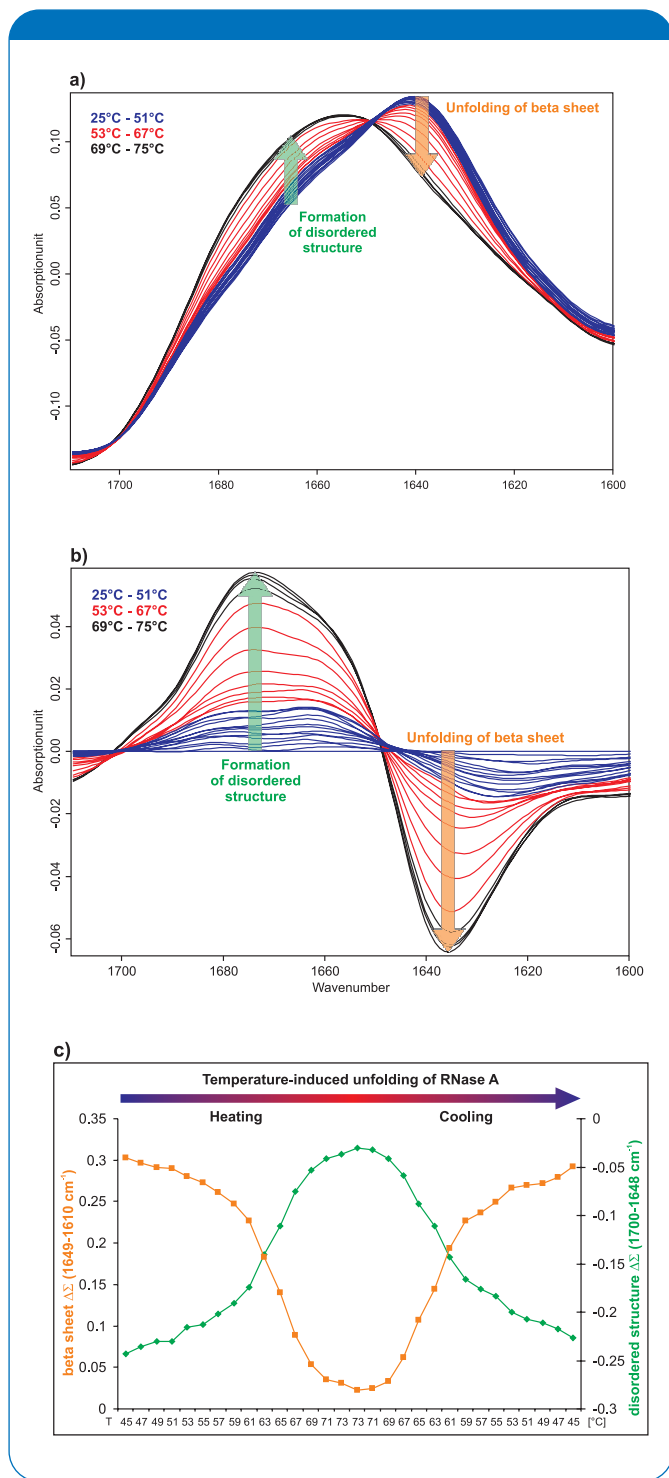 a)
Unfolding of beta sheet
25°C - 51°C
53°C - 67°C
69°C - 75°C
Formation
of disordered
structure
Absorptionunit
0.10
0.05
0.00
-0.05
-0.10
1700 1680 1660 1640 1620 1600
b)
25°C - 51°C
53°C - 67°C
69°C - 75°C
Unfolding of beta sheet
Formation
of disordered
structure
Absorptionunit
0.04
0.02
0.00
-0.02
-0.04
-0.06
1700 1680 1660 1640 1620 1600
Wavenumber
c)
Temperature-induced unfolding of RNase A
Heating Cooling
beta sheet ΔΣ (1649-1610 cm-1)
0.35
0.3
0.25
0.2
0.15
0.1
0.05
0
0
-0.05
-0.1
-0.15
-0.2
-0.25
-0.3
disordered structure ΔΣ (1700-1648 cm-1)
T 45 47 49 51 53 55 57 59 61 63 65 67 69 71 73 73 71 69 67 65 63 61 59 57 55 53 51 49 47 45 [°C]